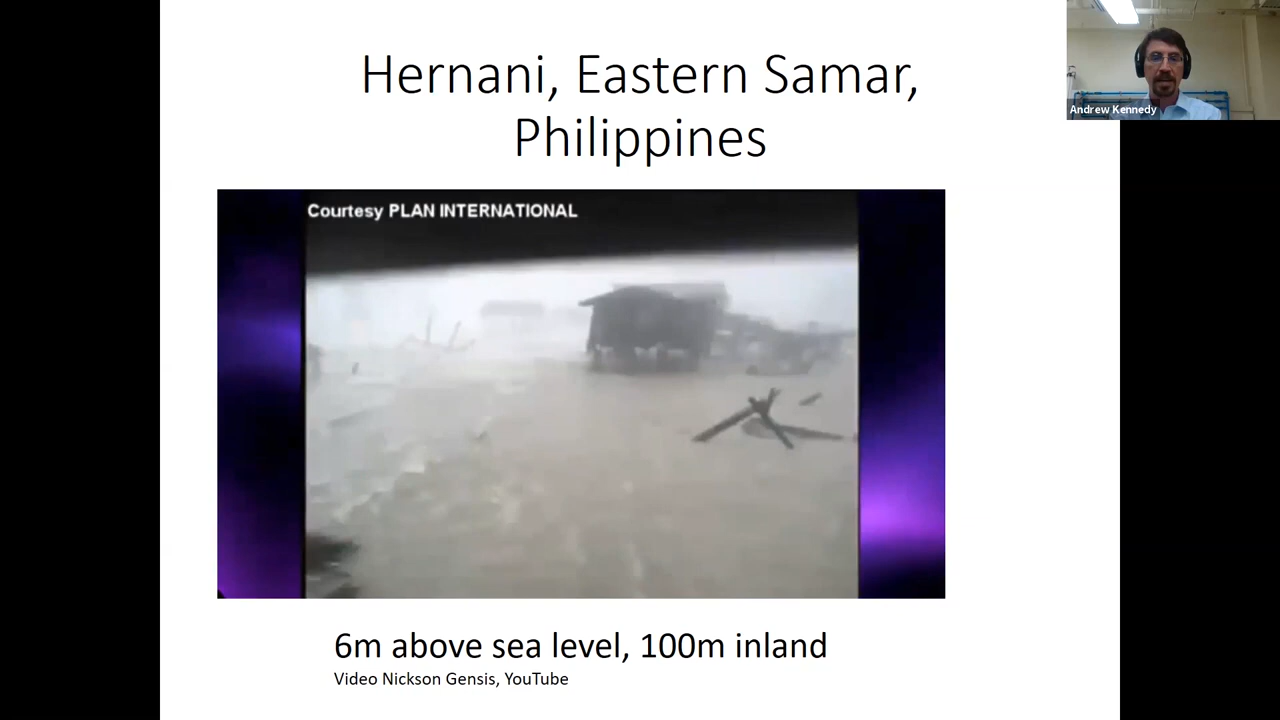 Hernani, Eastern Samar,
Philippines
Andrew Kennedy
Courtesy PLAN INTERNATIONAL
6m above sea level, 100m inland
Video Nickson Gensis, YouTube